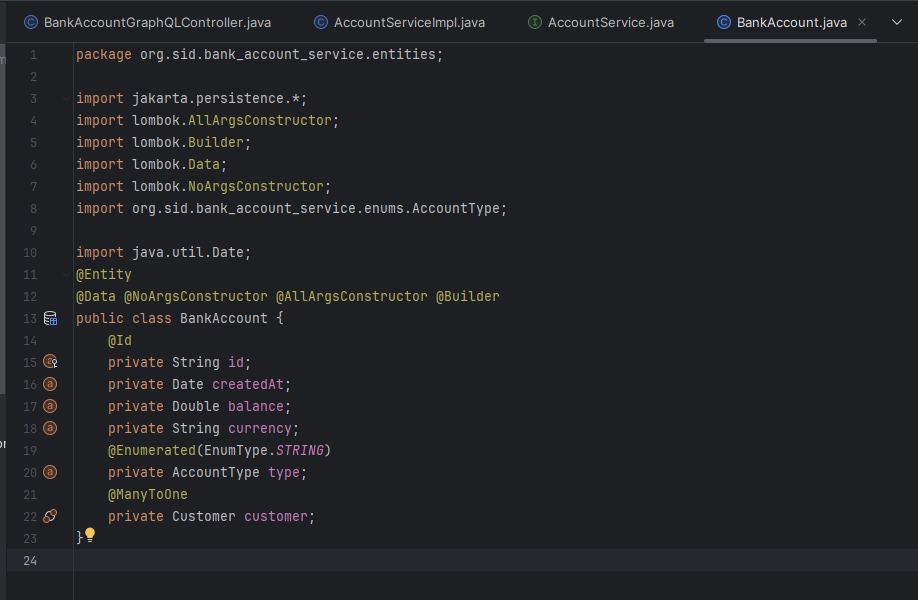 BankAccountGraphQLController.java AccountServiceImpl.java AccountService.java BankAccount.java
1 package org.sid.bank_account_service.entities;
2
3 import jakarta.persistence.*;
4 import lombok.AllArgsConstructor;
5 import lombok.Builder;
6 import lombok.Data;
7 import lombok.NoArgsConstructor;
8 import org.sid.bank_account_service.enums.AccountType;
9
10 import java.util.Date;
11 @Entity
12 @Data @NoArgsConstructor @AllArgsConstructor @Builder
13 public class BankAccount {
14 @Id
15 private String id;
16 private Date createdAt;
17 private Double balance;
18 private String currency;
19 @Enumerated(EnumType.STRING)
20 private AccountType type;
21 @ManyToOne
22 private Customer customer;
23 }
24